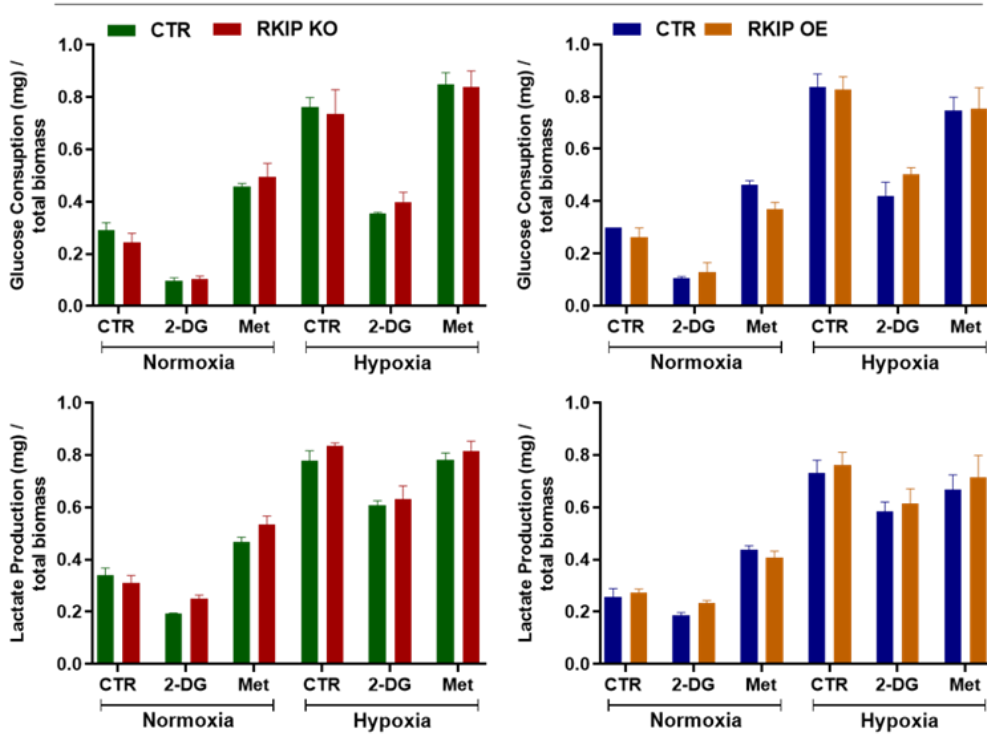 CTR RKIP KO
Glucose Consuption (mg) /
total biomass
1.0
0.8
0.6
0.4
0.2
0.0
CTR 2-DG Met CTR 2-DG Met
Normoxia Hypoxia
CTR RKIP OE
Glucose Consuption (mg) /
total biomass
1.0
0.8
0.6
0.4
0.2
0.0
CTR 2-DG Met CTR 2-DG Met
Normoxia Hypoxia
Lactate Production (mg) /
total biomass
1.0
0.8
0.6
0.4
0.2
0.0
CTR 2-DG Met CTR 2-DG Met
Normoxia Hypoxia
Lactate Production (mg) /
total biomass
1.0
0.8
0.6
0.4
0.2
0.0
CTR 2-DG Met CTR 2-DG Met
Normoxia Hypoxia